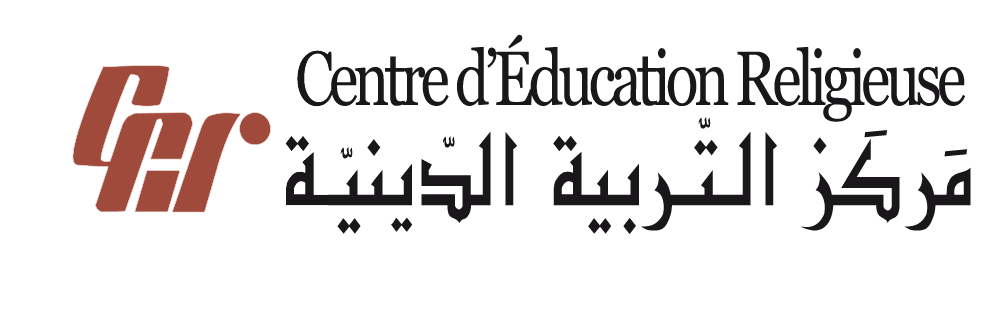 Centre d'Éducation Religieuse
مَركَز التّربية الدّينيّة